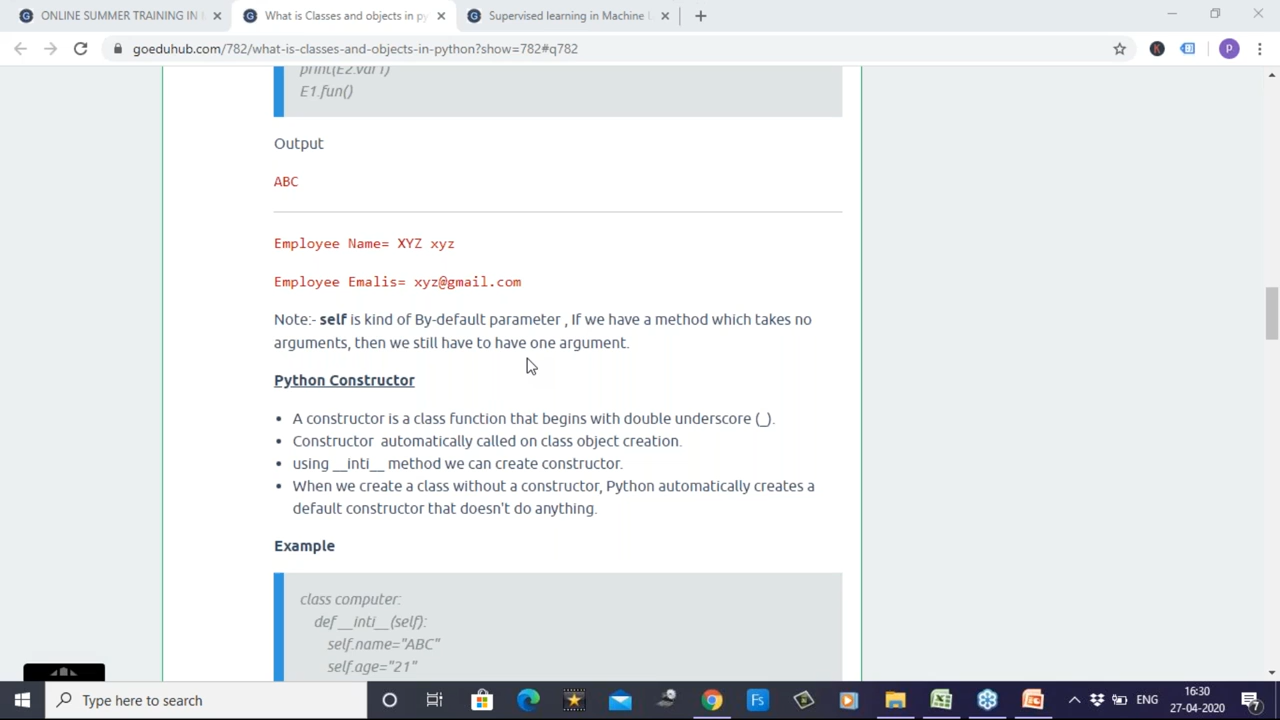 ONLINE SUMMER TRAINING IN
What is Classes and objects in py
Supervised learning in Machine L
goeduhub.com/782/what-is-classes-and-objects-in-python?show=782#q782
print(E2.var1)
E1.fun()
Output
ABC
Employee Name= XYZ xyz
Employee Emalis= xyz@gmail.com
Note:- self is kind of By-default parameter , If we have a method which takes no
arguments, then we still have to have one argument.
Python Constructor
• A constructor is a class function that begins with double underscore (_).
• Constructor automatically called on class object creation.
• using __inti__ method we can create constructor.
• When we create a class without a constructor, Python automatically creates a
default constructor that doesn't do anything.
Example
class computer:
def __inti__(self):
self.name="ABC"
self.age="21"
Type here to search
ENG
16:30
27-04-2020